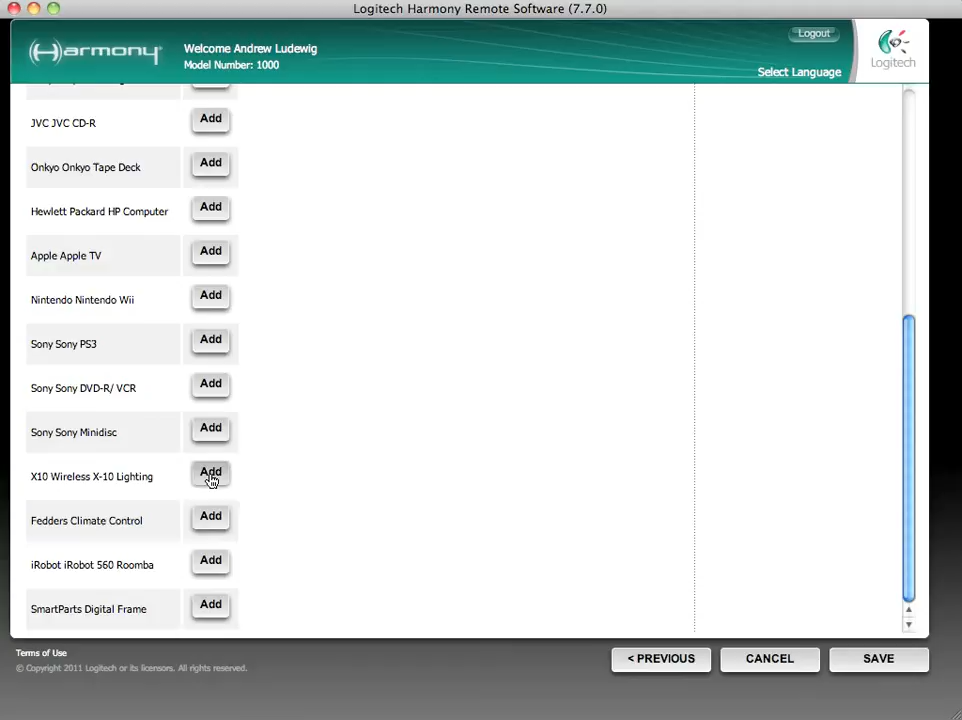 Logitech Harmony Remote Software (7.7.0)
Harmony
Welcome Andrew Ludewig
Model Number: 1000
Logout
Select Language
Logitech
JVC JVC CD-R Add
Onkyo Onkyo Tape Deck Add
Hewlett Packard HP Computer Add
Apple Apple TV Add
Nintendo Nintendo Wii Add
Sony Sony PS3 Add
Sony Sony DVD-R/ VCR Add
Sony Sony Minidisc Add
X10 Wireless X-10 Lighting Add
Fedders Climate Control Add
iRobot iRobot 560 Roomba Add
SmartParts Digital Frame Add
Terms of Use
© Copyright 2011 Logitech or its licensors. All rights reserved.
< PREVIOUS CANCEL SAVE